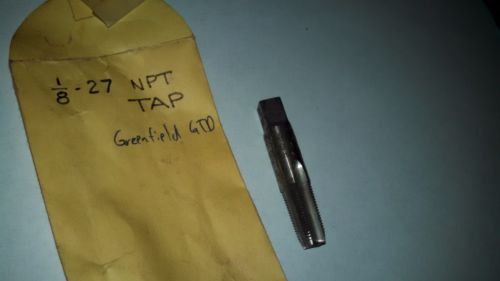 1/8 - 27 NPT
TAP
Greenfield GTD